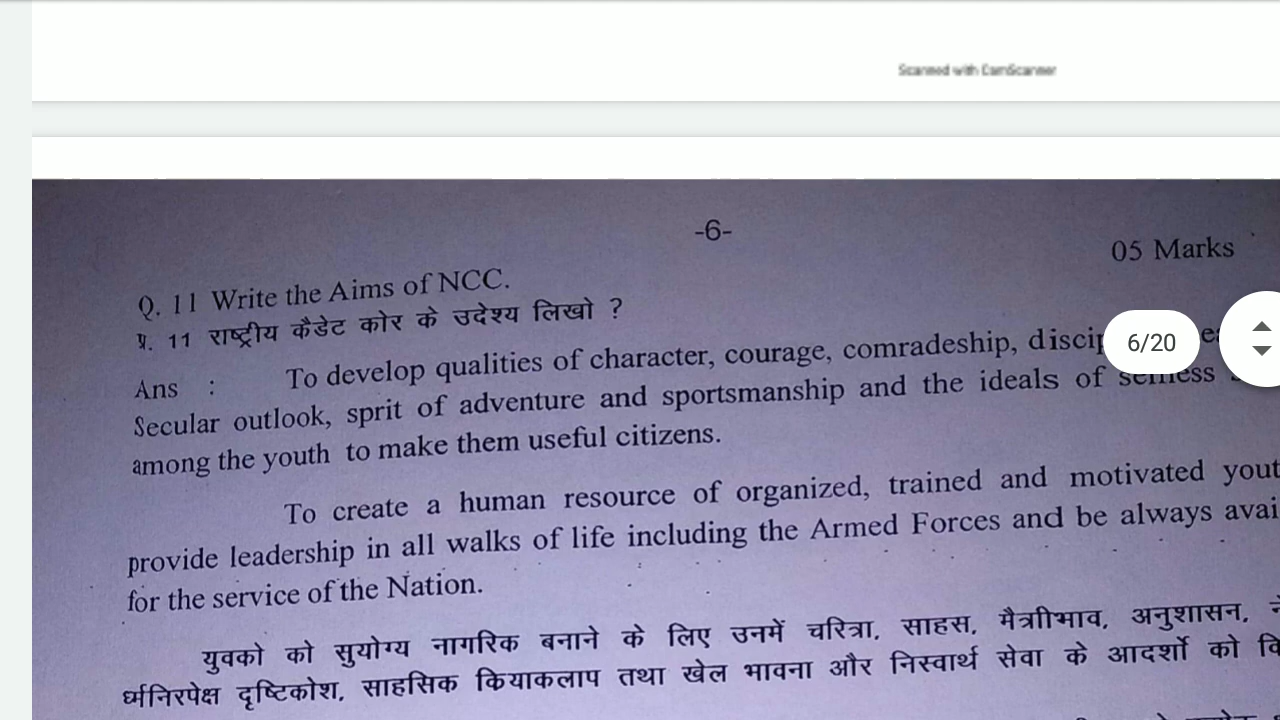 Scanned with CamScanner
-6-
05 Marks
Q. 11 Write the Aims of NCC.
प्र. 11 राष्ट्रीय कैडेट कोर के उदेश्य लिखो ?
6/20
Ans : To develop qualities of character, courage, comradeship,
Secular outlook, sprit of adventure and sportsmanship and the ideals of selfless
among the youth to make them useful citizens.
To create a human resource of organized, trained and motivated
provide leadership in all walks of life including the Armed Forces and be always
for the service of the Nation.
युवको को सुयोग्य नागरिक बनाने के लिए उनमें चरित्रा, साहस, मैत्राीभाव, अनुशासन,
र्ध्मनिरपेक्ष दृष्टिकोश, साहसिक कियाकलाप तथा खेल भावना और निस्वार्थ सेवा के आदर्शो को